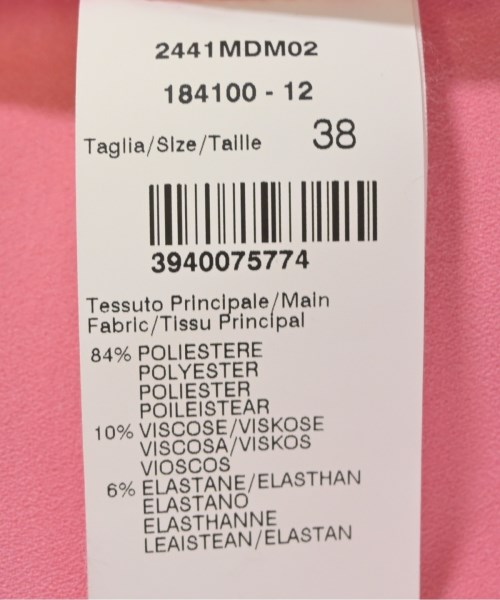 2441MDM02
184100 - 12
Taglia/SIze/Taille 38
3940075774
Tessuto Principale/Main
Fabric/Tissu Principal
84% POLIESTERE
POLYESTER
POLIESTER
POILEISTEAR
10% VISCOSE/VISKOSE
VISCOSA/VISKOS
VIOSCOS
6% ELASTANE/ELASTHAN
ELASTANO
ELASTHANNE
LEAISTEAN/ELASTAN